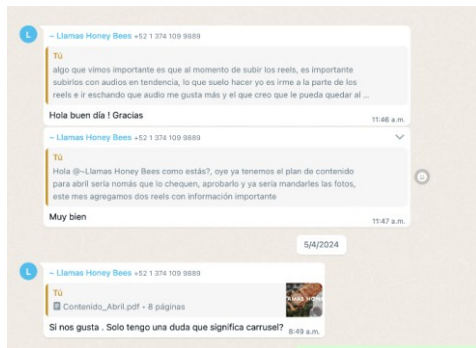 L
~ Llamas Honey Bees +52 1 374 109 9889
Tú
algo que vimos importante es que al momento de subir los reels, es importante
subirlos con audios en tendencia, lo que suelo hacer yo es irme a la parte de los
reels e ir eschando que audio me gusta más y el que creo que le pueda quedar al ...
Hola buen día ! Gracias
11:46 a.m.
~ Llamas Honey Bees +52 1 374 109 9889
Tú
Hola @~Llamas Honey Bees como estás?, oye ya tenemos el plan de contenido
para abril sería nomás que lo chequen, aprobarlo y ya sería mandarles las fotos,
este mes agregamos dos reels con información importante
Muy bien
11:47 a.m.
5/4/2024
L
~ Llamas Honey Bees +52 1 374 109 9889
Tú
Contenido_Abril.pdf • 8 páginas
Si nos gusta . Solo tengo una duda que significa carrusel?
8:49 a.m.